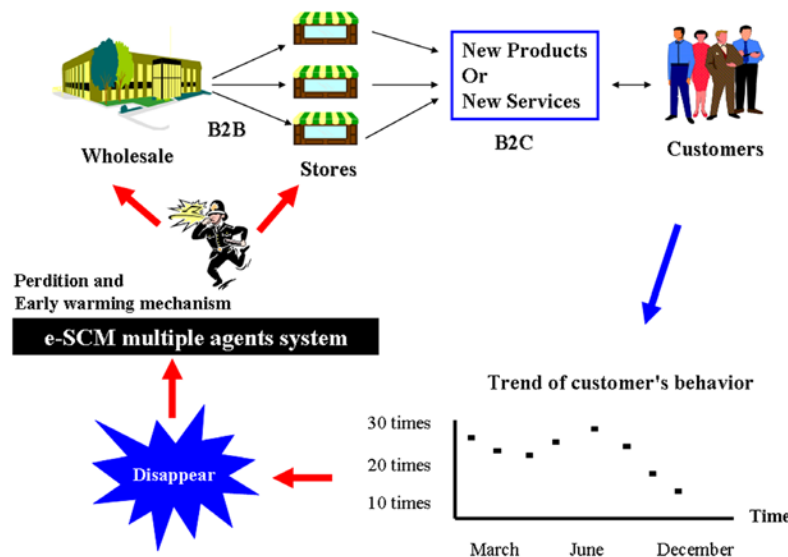 New Products
Or
New Services
B2B
B2C
Wholesale
Stores
Customers
Perdition and
Early warming mechanism
e-SCM multiple agents system
Trend of customer's behavior
30 times
20 times
10 times
Disappear
Time
March
June
December